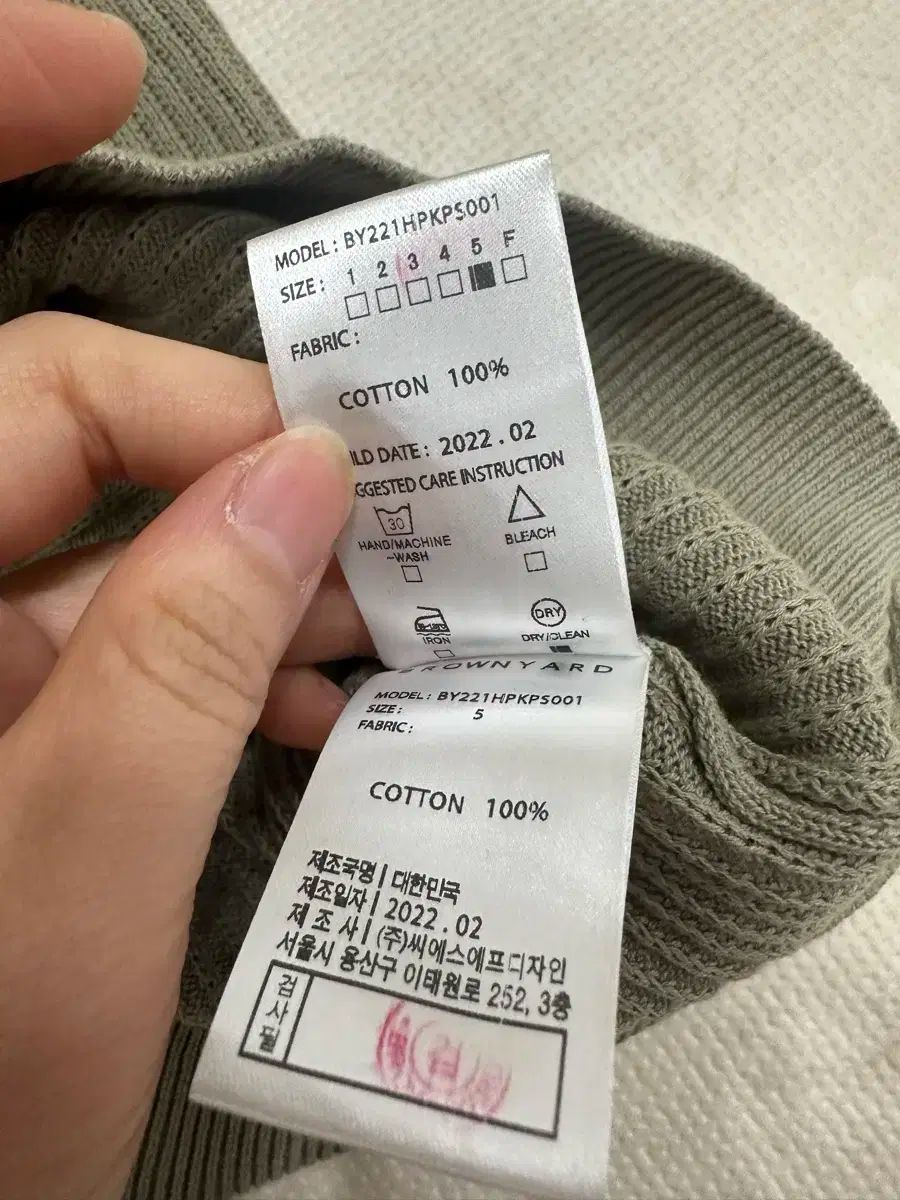 MODEL : BY221HPKPS001
SIZE : 1 2 3 4 5 F
FABRIC :
COTTON 100%
DATE : 2022 . 02
CARE INSTRUCTION
30
HAND/MACHINE
~WASH
BLEACH
IRON
DRY
DRY/CLEAN
MODEL : BY221HPKPS001
SIZE : 5
FABRIC :
COTTON 100%
제조국명 | 대한민국
제조일자 | 2022 . 02
제 조 사 | (주)씨에스에프디자인
서울시 용산구 이태원로 252, 3층
검사필